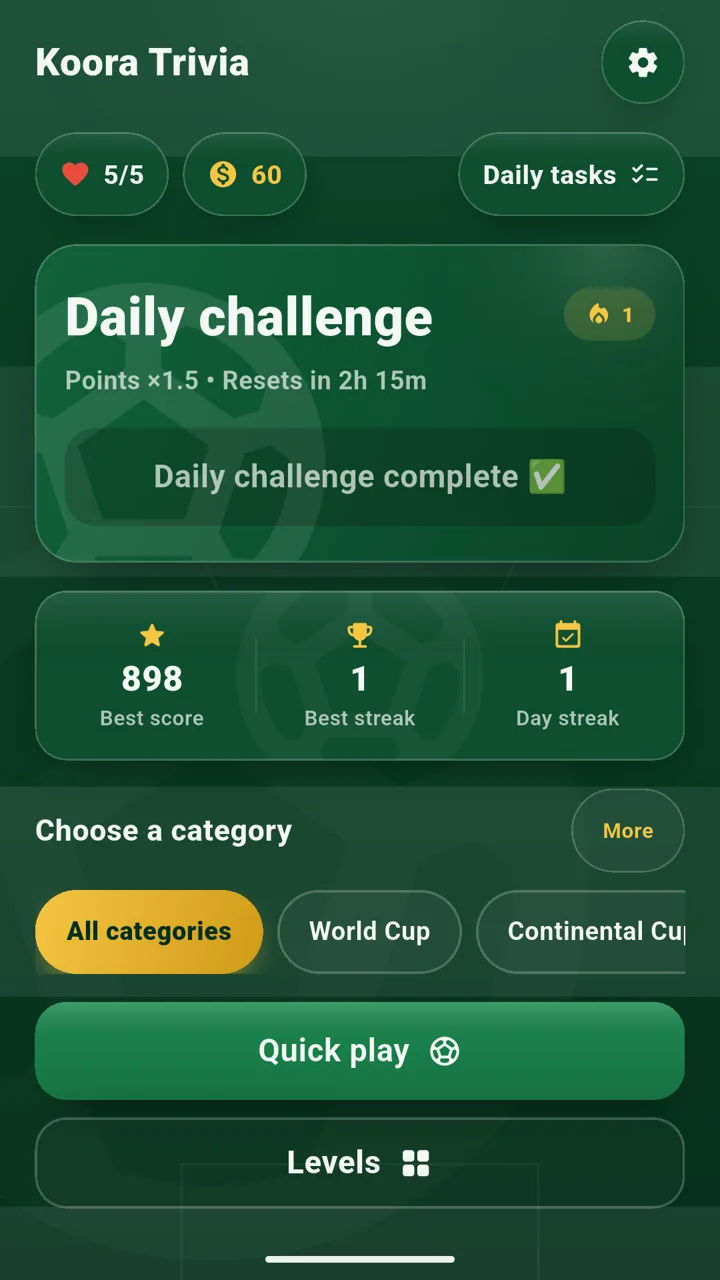 Koora Trivia
5/5
60
Daily tasks
Daily challenge
1
Points ×1.5 • Resets in 2h 15m
Daily challenge complete ✅
898
Best score
1
Best streak
1
Day streak
Choose a category
More
All categories
World Cup
Continental Cu
Quick play
Levels